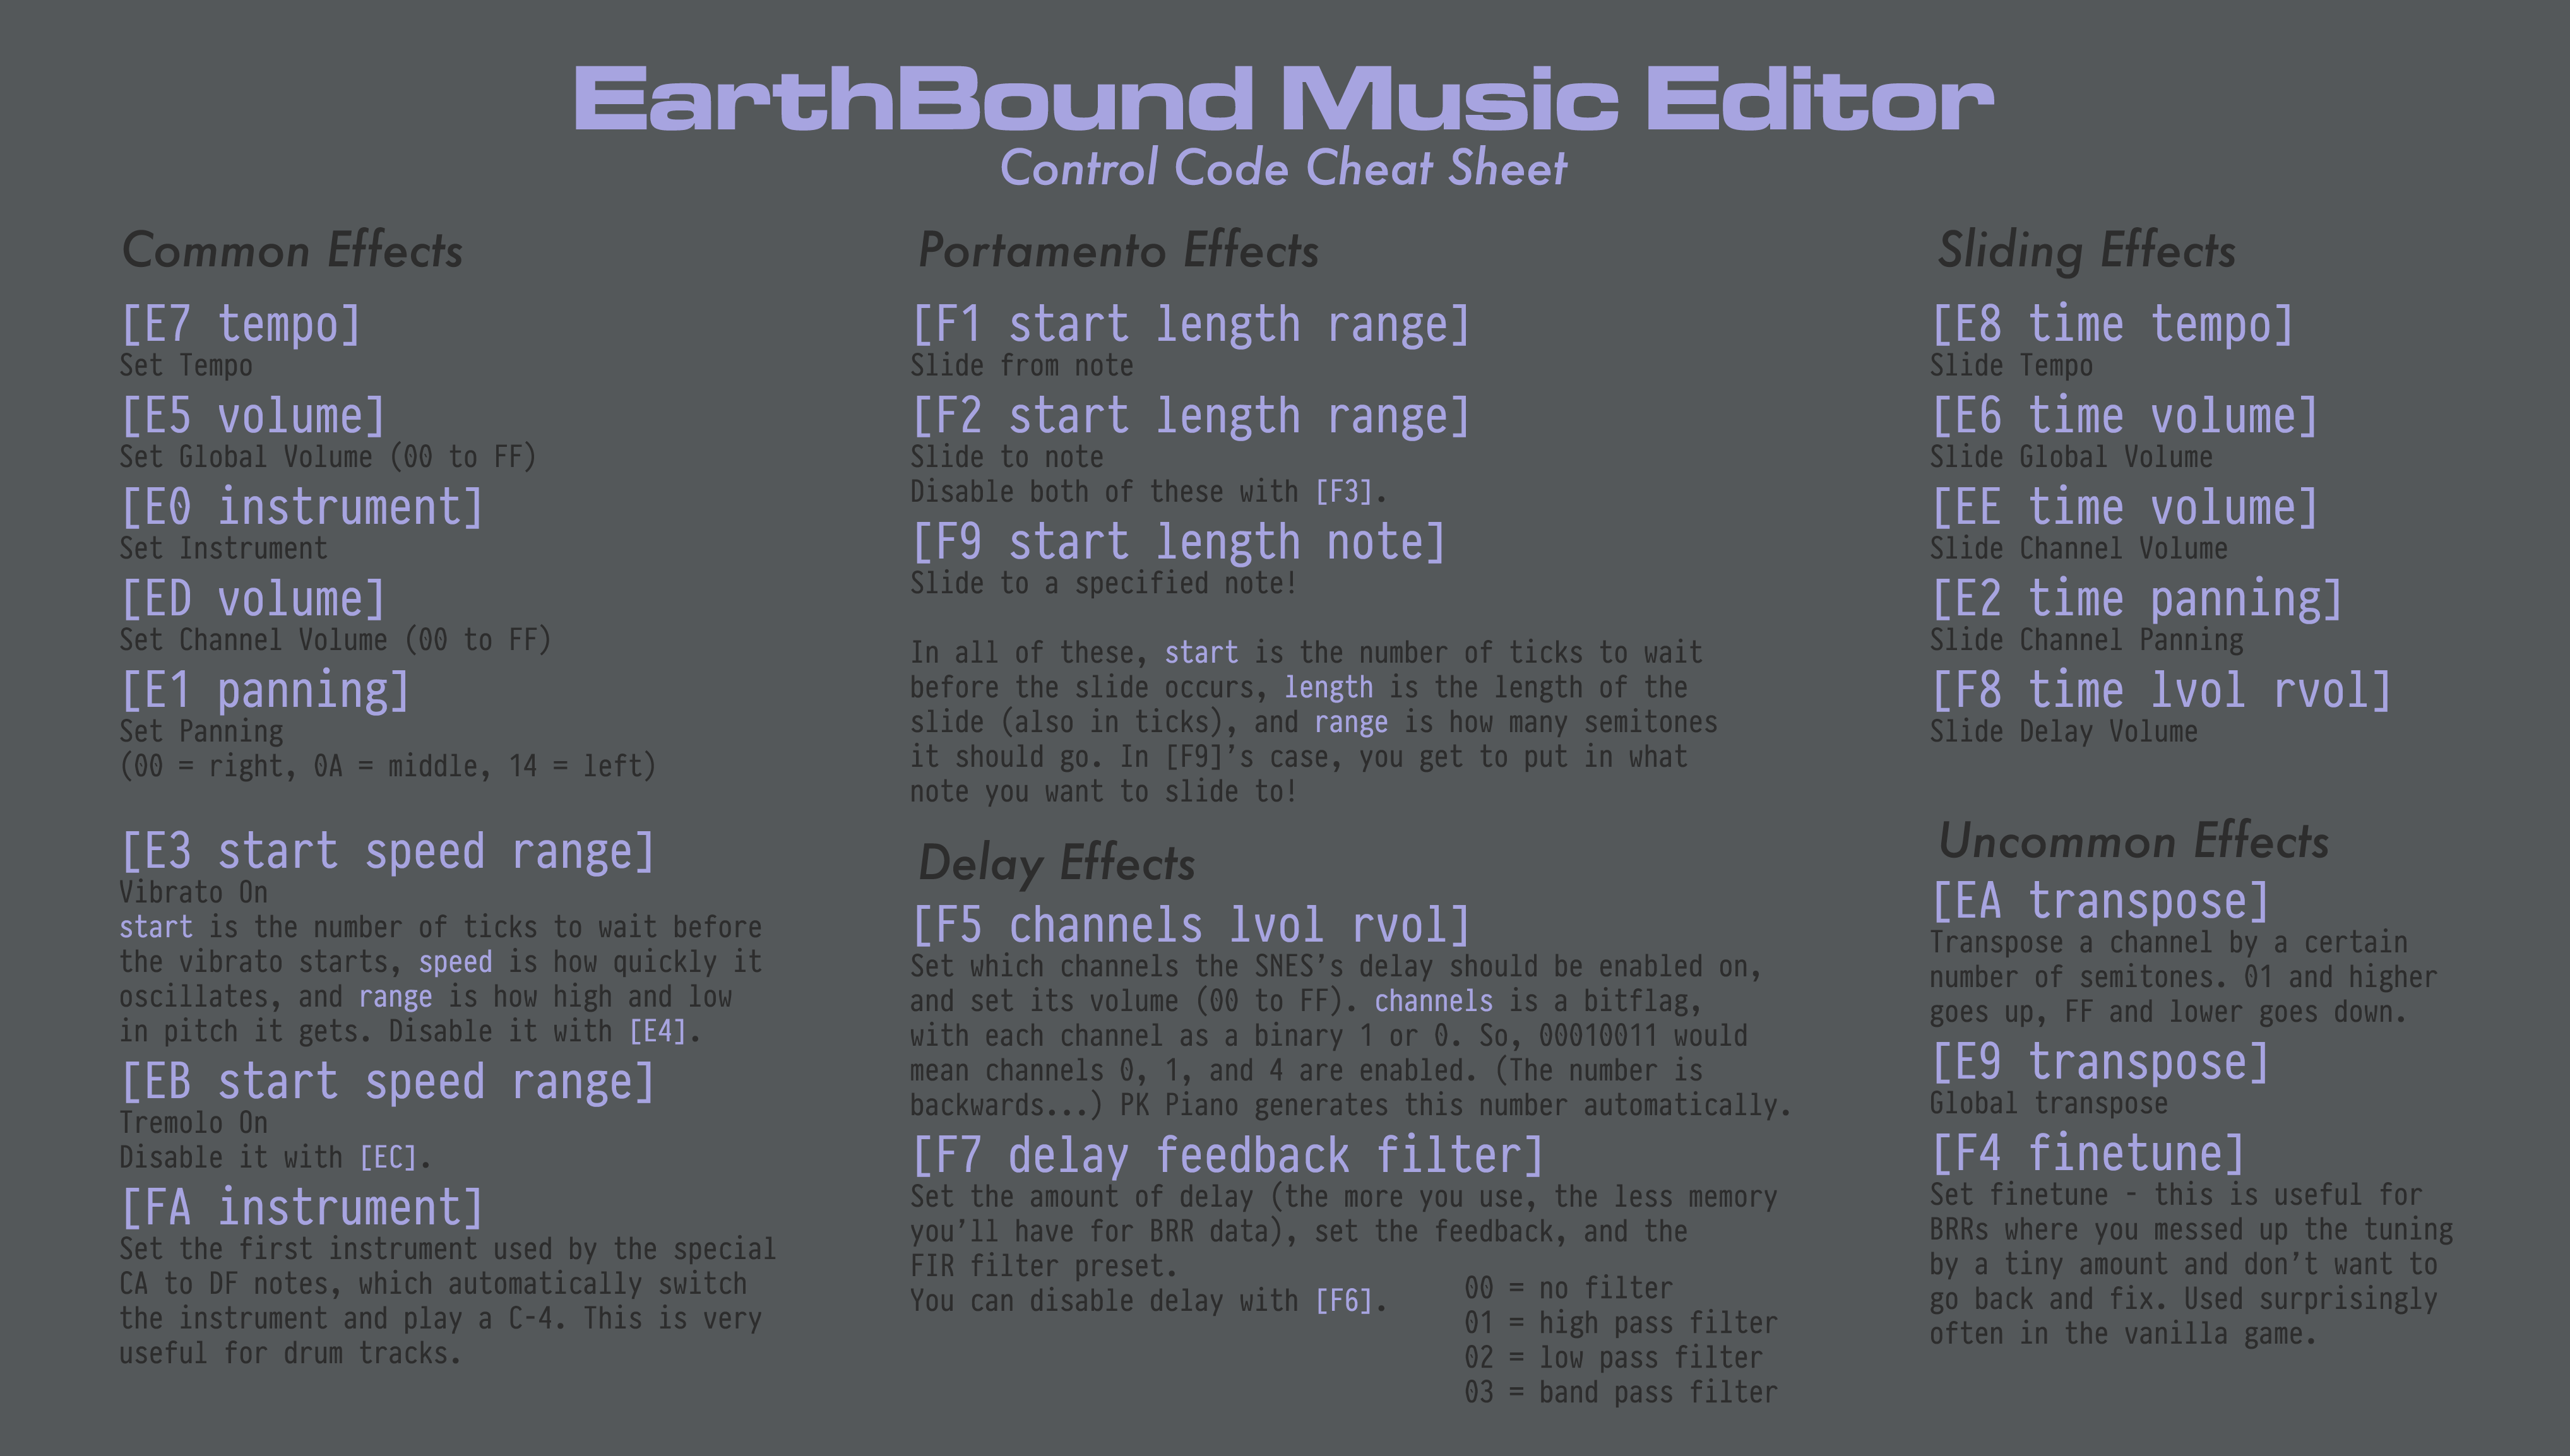 EarthBound Music Editor
Control Code Cheat Sheet
Common Effects
[E7 tempo]
Set Tempo
[E5 volume]
Set Global Volume (00 to FF)
[E0 instrument]
Set Instrument
[ED volume]
Set Channel Volume (00 to FF)
[E1 panning]
Set Panning
(00 = right, 0A = middle, 14 = left)
[E3 start speed range]
Vibrato On
start is the number of ticks to wait before
the vibrato starts, speed is how quickly it
oscillates, and range is how high and low
in pitch it gets. Disable it with [E4].
[EB start speed range]
Tremolo On
Disable it with [EC].
[FA instrument]
Set the first instrument used by the special
CA to DF notes, which automatically switch
the instrument and play a C-4. This is very
useful for drum tracks.
Portamento Effects
[F1 start length range]
Slide from note
[F2 start length range]
Slide to note
Disable both of these with [F3].
[F9 start length note]
Slide to a specified note!
In all of these, start is the number of ticks to wait
before the slide occurs, length is the length of the
slide (also in ticks), and range is how many semitones
it should go. In [F9]’s case, you get to put in what
note you want to slide to!
Delay Effects
[F5 channels lvol rvol]
Set which channels the SNES’s delay should be enabled on,
and set its volume (00 to FF). channels is a bitflag,
with each channel as a binary 1 or 0. So, 00010011 would
mean channels 0, 1, and 4 are enabled. (The number is
backwards...) PK Piano generates this number automatically.
[F7 delay feedback filter]
Set the amount of delay (the more you use, the less memory
you’ll have for BRR data), set the feedback, and the
FIR filter preset.
You can disable delay with [F6].
00 = no filter
01 = high pass filter
02 = low pass filter
03 = band pass filter
Sliding Effects
[E8 time tempo]
Slide Tempo
[E6 time volume]
Slide Global Volume
[EE time volume]
Slide Channel Volume
[E2 time panning]
Slide Channel Panning
[F8 time lvol rvol]
Slide Delay Volume
Uncommon Effects
[EA transpose]
Transpose a channel by a certain
number of semitones. 01 and higher
goes up, FF and lower goes down.
[E9 transpose]
Global transpose
[F4 finetune]
Set finetune - this is useful for
BRRs where you messed up the tuning
by a tiny amount and don’t want to
go back and fix. Used surprisingly
often in the vanilla game.